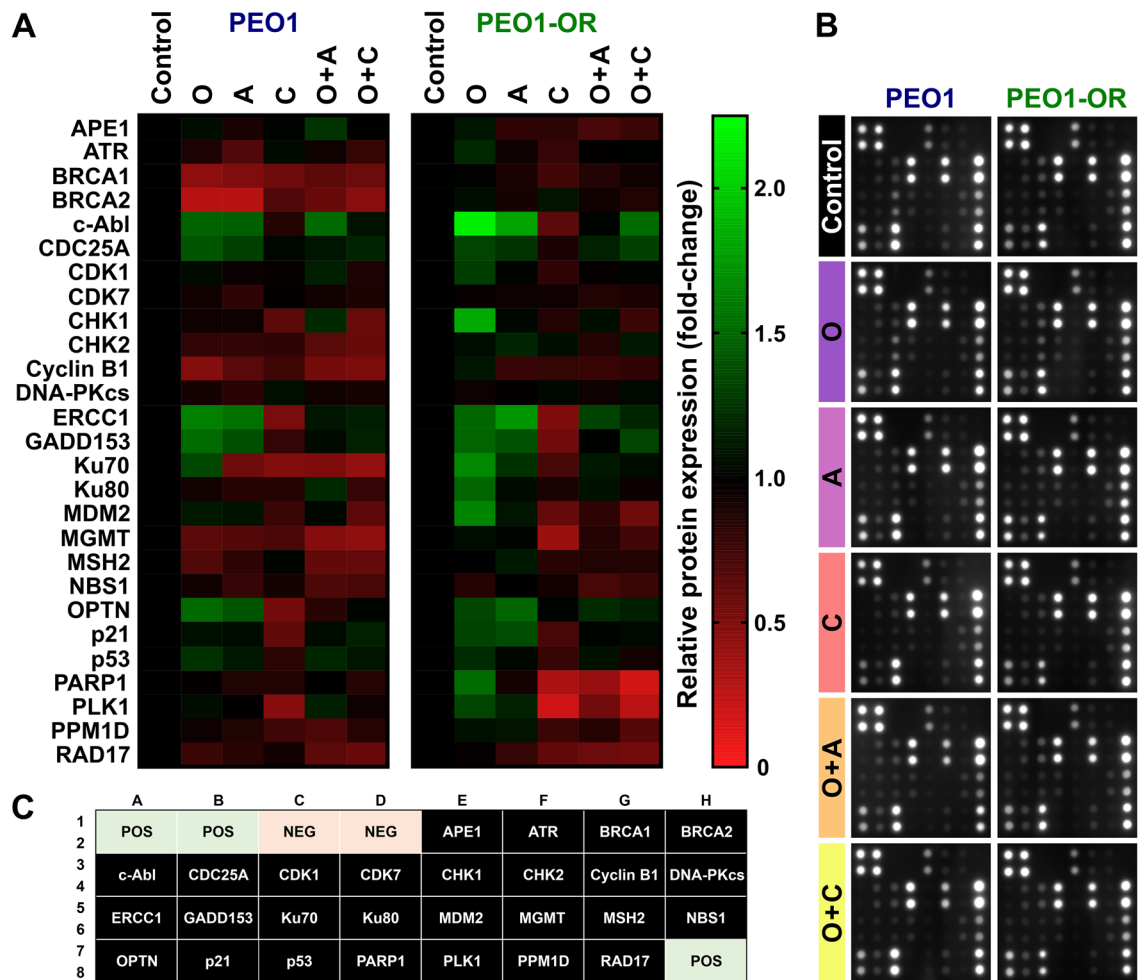 A
PEO1
PEO1-OR
Control
O
A
C
O+A
O+C
Control
O
A
C
O+A
O+C
APE1
ATR
BRCA1
BRCA2
c-Abl
CDC25A
CDK1
CDK7
CHK1
CHK2
Cyclin B1
DNA-PKcs
ERCC1
GADD153
Ku70
Ku80
MDM2
MGMT
MSH2
NBS1
OPTN
p21
p53
PARP1
PLK1
PPM1D
RAD17
2.0
1.5
1.0
0.5
0
Relative protein expression (fold-change)
B
PEO1
PEO1-OR
Control
O
A
C
O+A
O+C
C
A B C D E F G H
1
2
POS POS NEG NEG APE1 ATR BRCA1 BRCA2
3
4
c-Abl CDC25A CDK1 CDK7 CHK1 CHK2 Cyclin B1 DNA-PKcs
5
6
ERCC1 GADD153 Ku70 Ku80 MDM2 MGMT MSH2 NBS1
7
8
OPTN p21 p53 PARP1 PLK1 PPM1D RAD17 POS